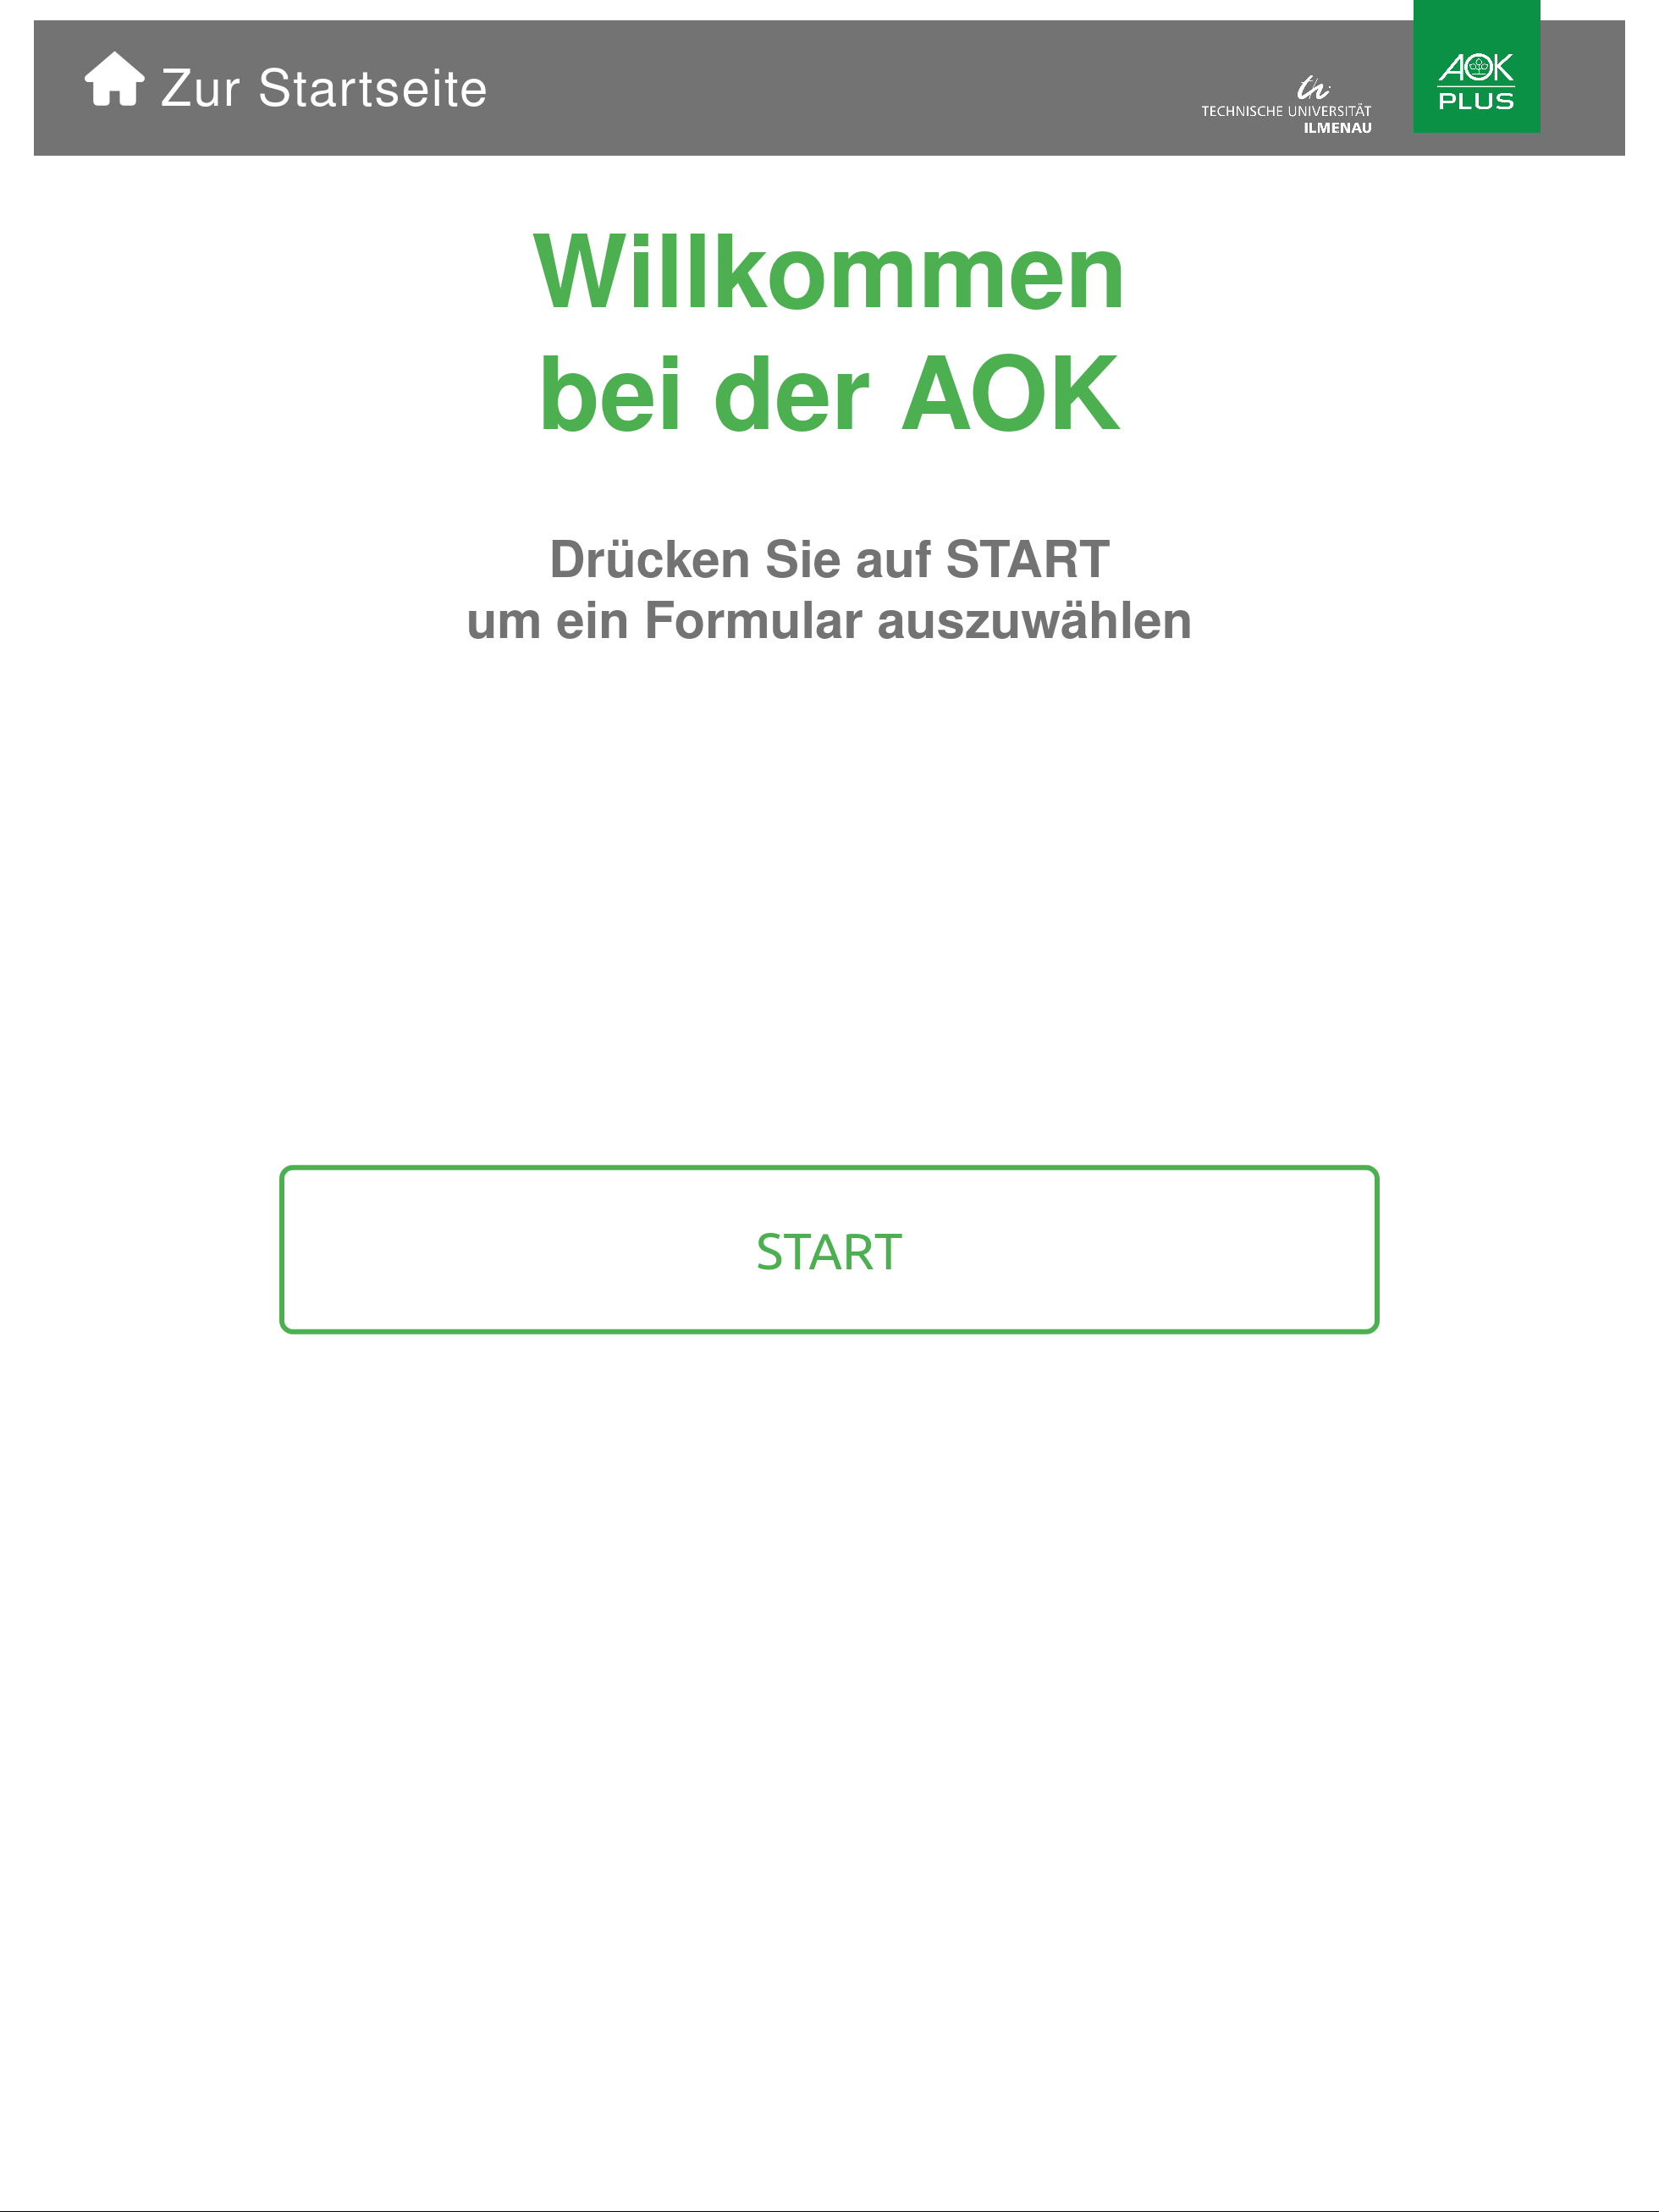 Zur Startseite
th
TECHNISCHE UNIVERSITÄT
ILMENAU
AOK
PLUS
Willkommen
bei der AOK
Drücken Sie auf START
um ein Formular auszuwählen
START